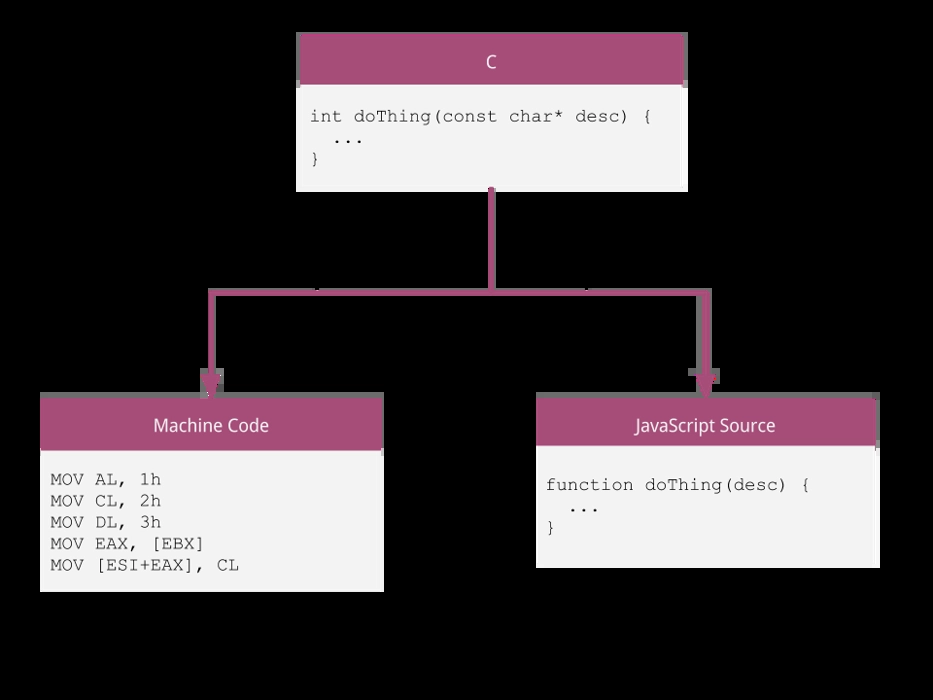 C
int doThing(const char* desc) {
  ...
}
Machine Code
MOV AL, 1h
MOV CL, 2h
MOV DL, 3h
MOV EAX, [EBX]
MOV [ESI+EAX], CL
JavaScript Source
function doThing(desc) {
  ...
}